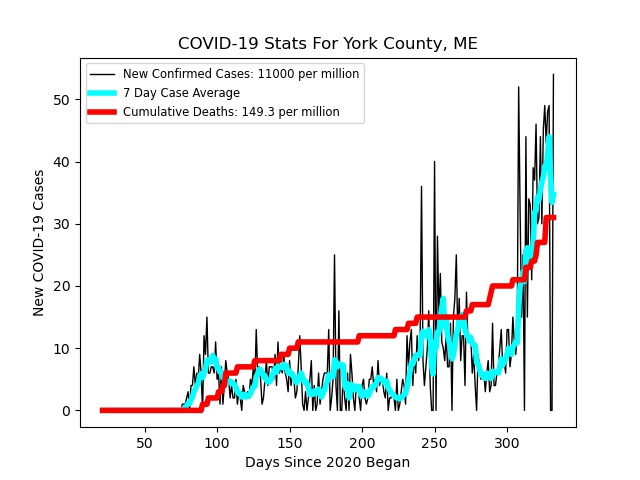 COVID-19 Stats For York County, ME
New Confirmed Cases: 11000 per million
7 Day Case Average
Cumulative Deaths: 149.3 per million
New COVID-19 Cases
50
40
30
20
10
0
50 100 150 200 250 300
Days Since 2020 Began